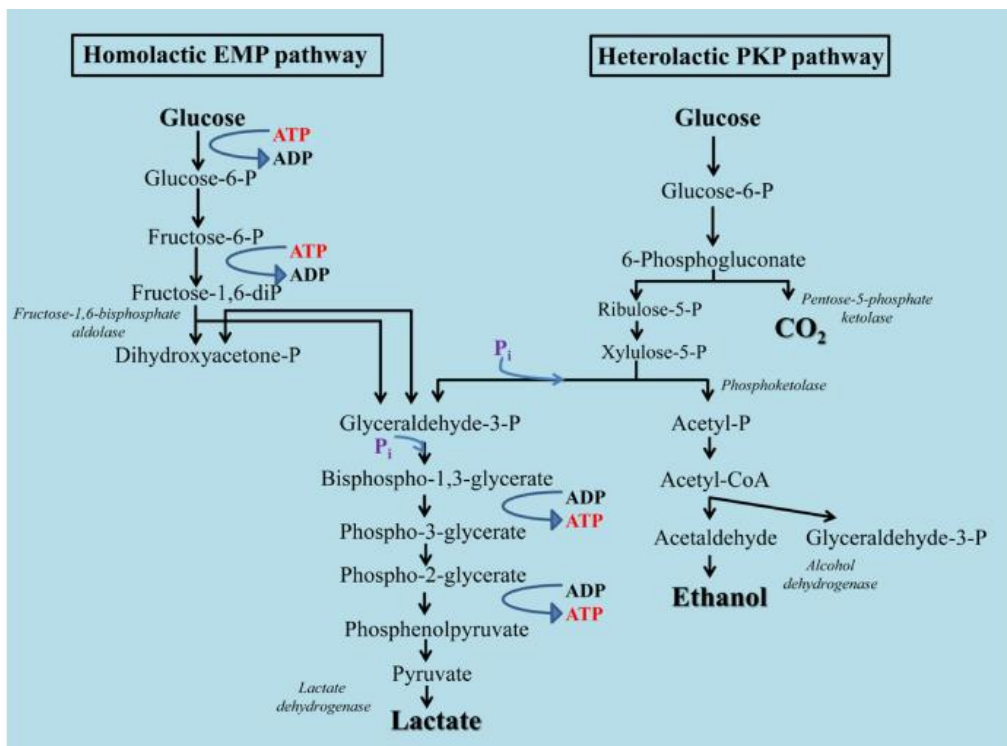 Homolactic EMP pathway
Heterolactic PKP pathway
Glucose
ATP
ADP
Glucose-6-P
Fructose-6-P
ATP
ADP
Fructose-1,6-diP
Fructose-1,6-bisphosphate
aldolase
Dihydroxyacetone-P
Glucose
Glucose-6-P
6-Phosphogluconate
Ribulose-5-P
Pentose-5-phosphate
ketolase
CO₂
Xylulose-5-P
Pᵢ
Phosphoketolase
Glyceraldehyde-3-P
Pᵢ
Bisphospho-1,3-glycerate
ADP
ATP
Phospho-3-glycerate
Phospho-2-glycerate
ADP
ATP
Phosphenolpyruvate
Pyruvate
Lactate
dehydrogenase
Lactate
Acetyl-P
Acetyl-CoA
Acetaldehyde
Glyceraldehyde-3-P
Alcohol
dehydrogenase
Ethanol